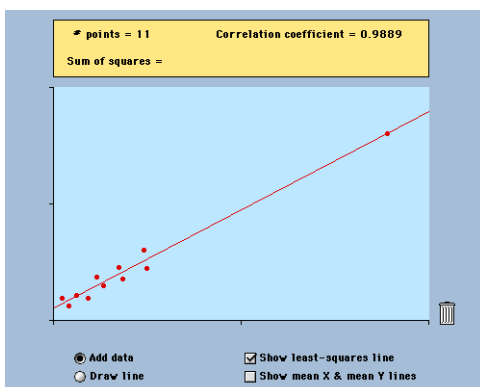 # points = 11 Correlation coefficient = 0.9889
Sum of squares =
Add data Show least-squares line
Draw line Show mean X & mean Y lines